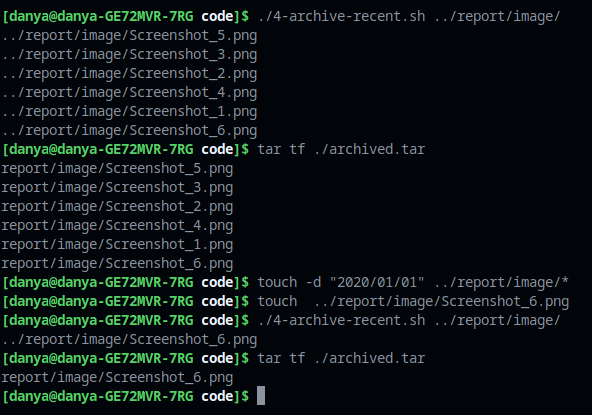 [danya@danya-GE72MVR-7RG code]$ ./4-archive-recent.sh ../report/image/
../report/image/Screenshot_5.png
../report/image/Screenshot_3.png
../report/image/Screenshot_2.png
../report/image/Screenshot_4.png
../report/image/Screenshot_1.png
../report/image/Screenshot_6.png
[danya@danya-GE72MVR-7RG code]$ tar tf ./archived.tar
report/image/Screenshot_5.png
report/image/Screenshot_3.png
report/image/Screenshot_2.png
report/image/Screenshot_4.png
report/image/Screenshot_1.png
report/image/Screenshot_6.png
[danya@danya-GE72MVR-7RG code]$ touch -d "2020/01/01" ../report/image/*
[danya@danya-GE72MVR-7RG code]$ touch  ../report/image/Screenshot_6.png
[danya@danya-GE72MVR-7RG code]$ ./4-archive-recent.sh ../report/image/
../report/image/Screenshot_6.png
[danya@danya-GE72MVR-7RG code]$ tar tf ./archived.tar
report/image/Screenshot_6.png
[danya@danya-GE72MVR-7RG code]$